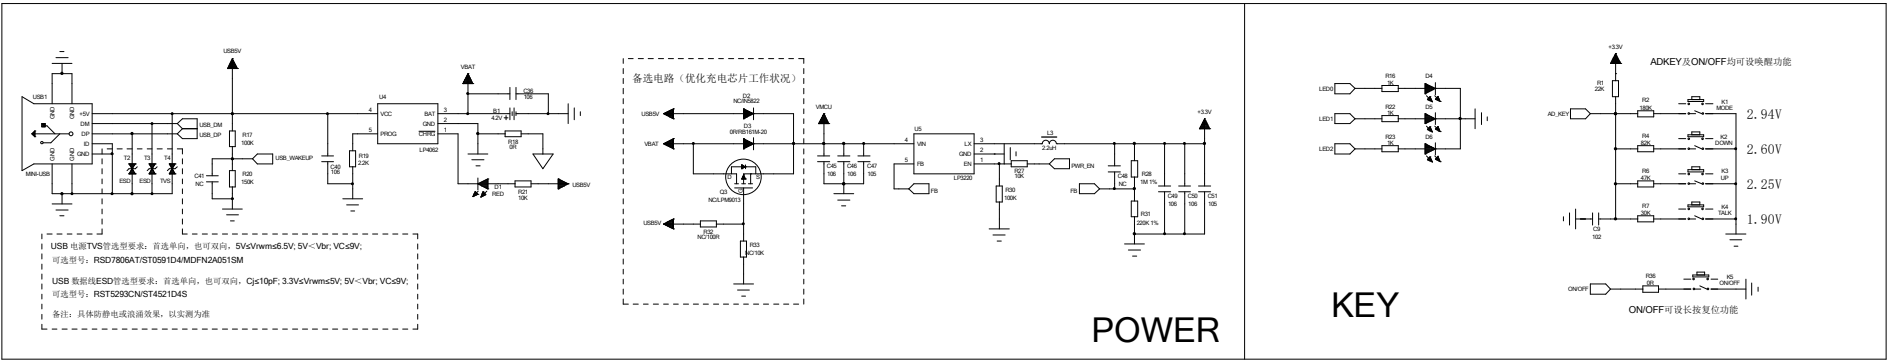 USB5V
USB1
GND
GND
+5V
DM
DP
ID
GND
GND
GND
MINI-USB
USB_DM
USB_DP
T2
T3
T4
ESD
ESD
TVS
R17
100K
USB_WAKEUP
C41
NC
R20
150K
C40
106
R19
2.2K
U4
4
VCC
5
PROG
BAT
3
GND
2
CHRG
1
LP4062
VBAT
C36
106
B1
4.2V
R18
0R
D1
RED
R21
10K
USB5V
USB 电源TVS管选型要求：首选单向，也可双向，5V≤Vrwm≤6.5V; 5V＜Vbr; VC≤9V;
可选型号：RSD7806AT/ST0591D4/MDFN2A051SM
USB 数据线ESD管选型要求：首选单向，也可双向，Cj≤10pF; 3.3V≤Vrwm≤5V; 5V＜Vbr; VC≤9V;
可选型号：RST5293CN/ST4521D4S
备注：具体防静电或浪涌效果，以实测为准
备选电路（优化充电芯片工作状况）
D2
NC/IN5822
USB5V
D3
0R/RB161M-20
VBAT
D
S
G
Q3
NC/LPM9013
USB5V
R32
NC/100R
R33
NC/10K
VMCU
C45
106
C46
106
C47
105
U5
4
VIN
5
FB
LX
3
GND
2
EN
1
LP3220
FB
L3
2.2uH
R27
10K
PWR_EN
R30
100K
FB
C48
NC
R28
1M 1%
R31
220K 1%
+3.3V
C49
106
C50
106
C51
105
POWER
LED0
R16
1K
D4
LED1
R22
1K
D5
LED2
R23
1K
D6
KEY
+3.3V
ADKEY及ON/OFF均可设唤醒功能
R1
22K
AD_KEY
R2
180K
K1
MODE
2.94V
R4
82K
K2
DOWN
2.60V
R6
47K
K3
UP
2.25V
R7
30K
K4
TALK
1.90V
C9
102
ON/OFF
R36
0R
K5
ON/OFF
ON/OFF可设长按复位功能